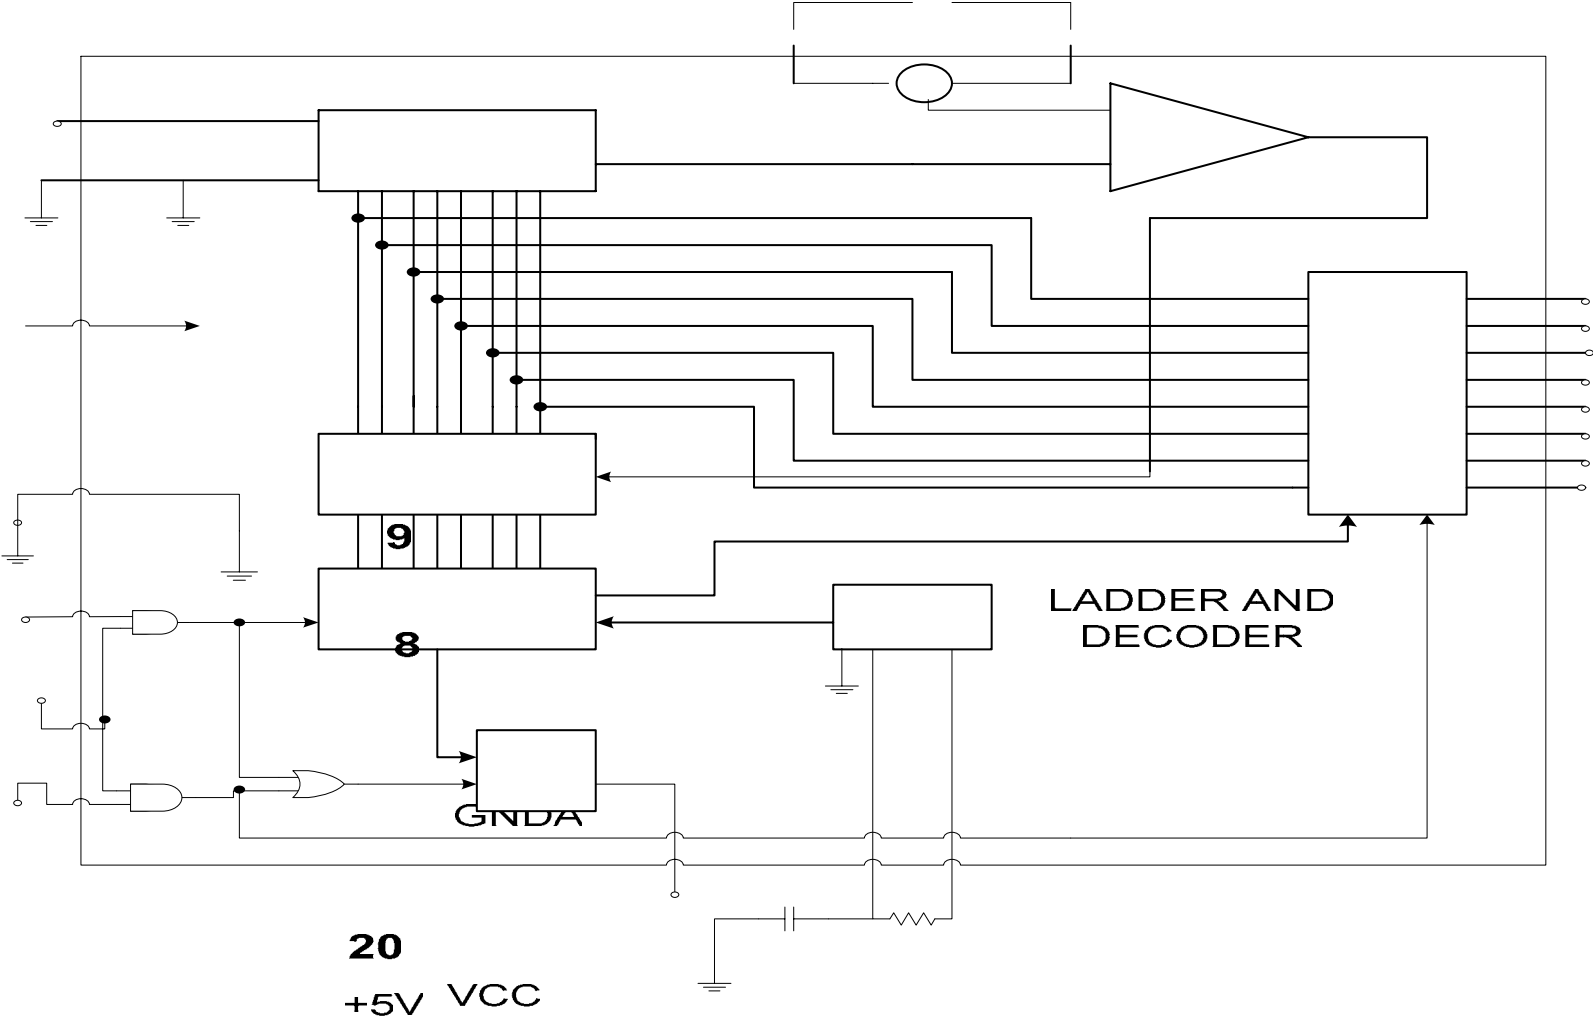 9
LADDER AND
DECODER
8
GNDA
20
+5V VCC